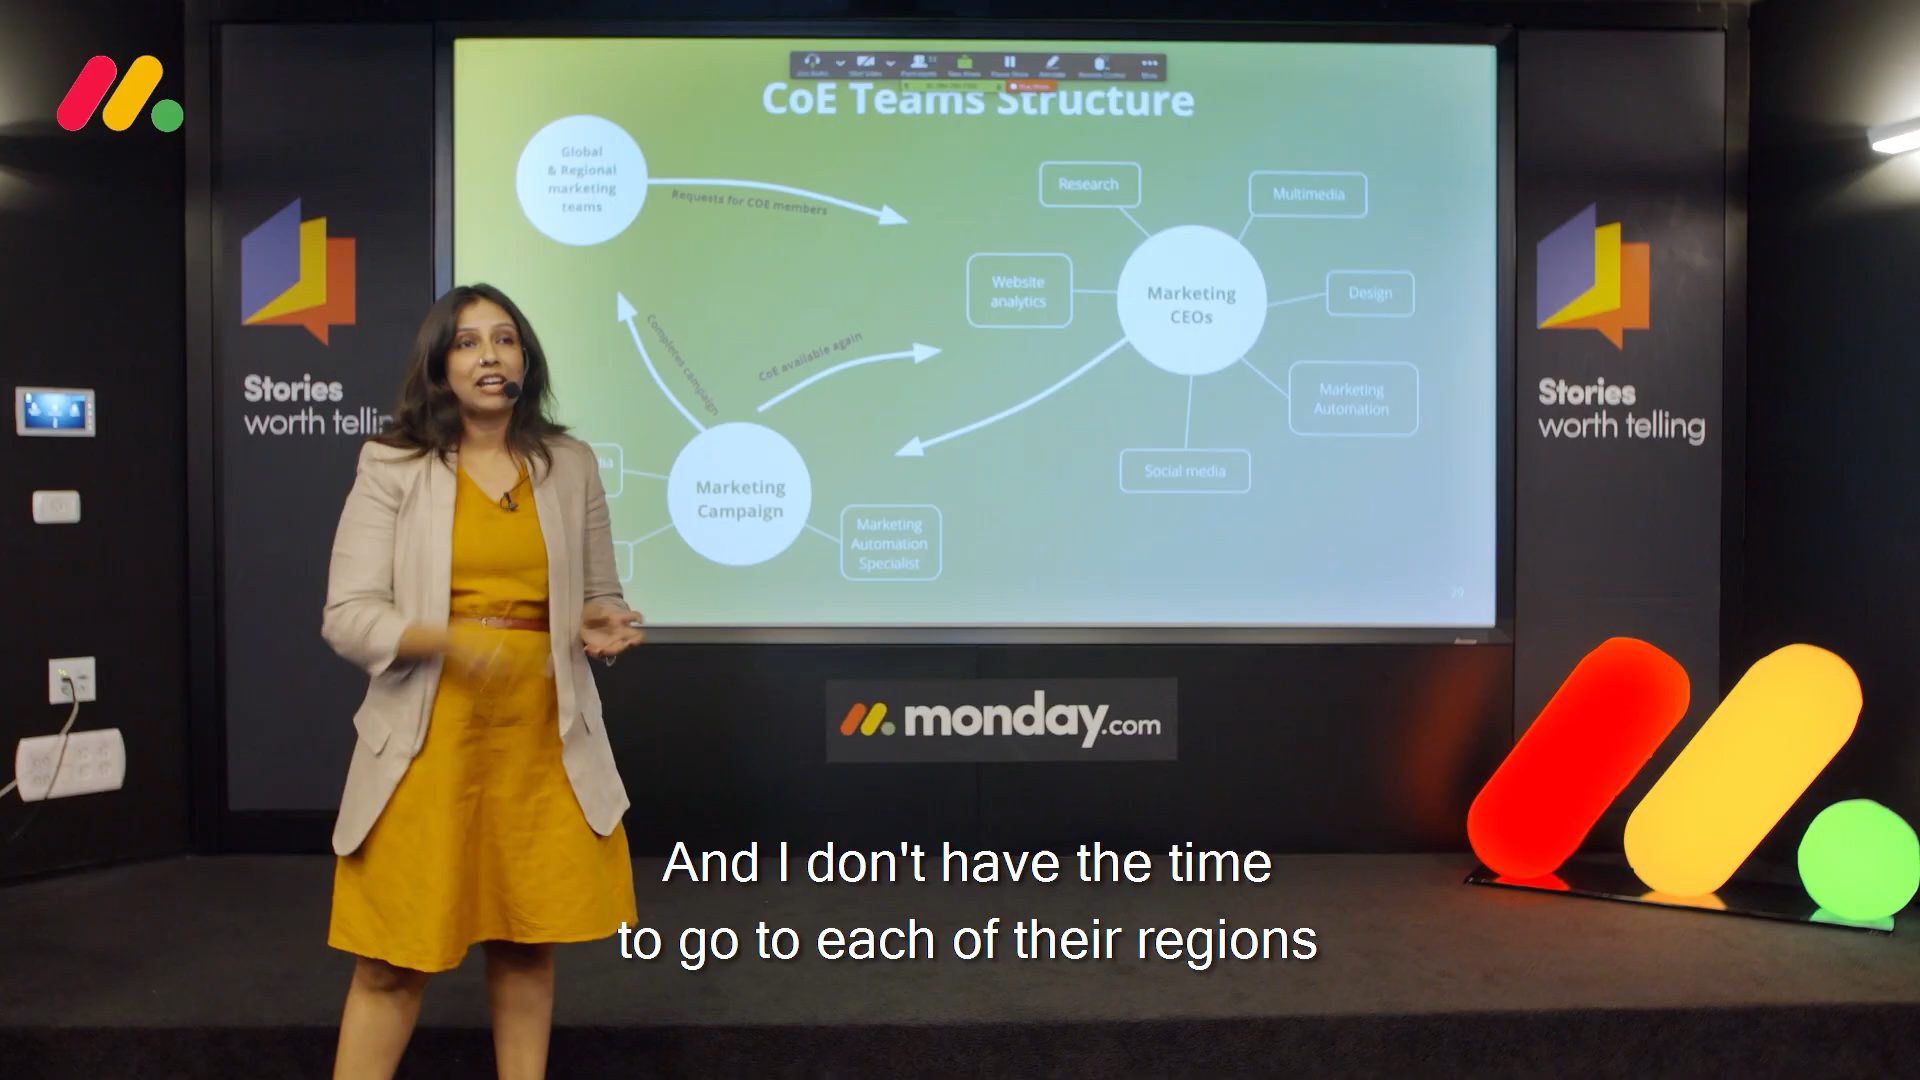 CoE Teams Structure
Global
& Regional
marketing
teams
Requests for COE members
Research
Multimedia
Website
analytics
Marketing
CEOs
Design
Completes campaign
CoE available again
Marketing
Automation
Social media
Marketing
Campaign
Marketing
Automation
Specialist
79
Stories
worth tellin
Stories
worth telling
monday.com
And I don't have the time
to go to each of their regions